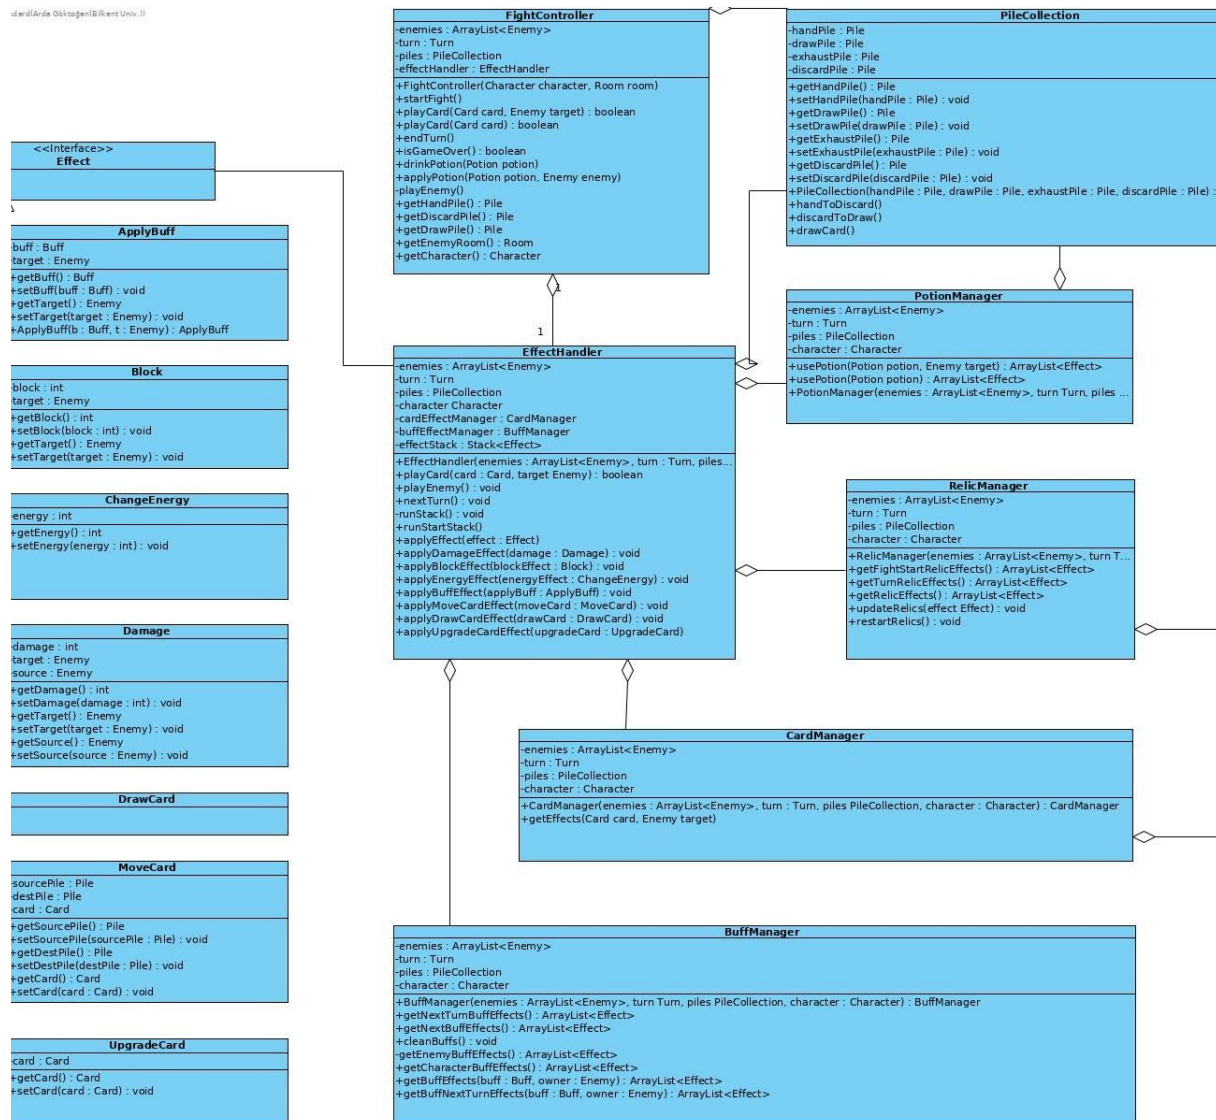 dard(Arda Göktoğan(Bilkent Univ.))
<<Interface>>
Effect
ApplyBuff
-buff : Buff
-target : Enemy
+getBuff() : Buff
+setBuff(buff : Buff) : void
+getTarget() : Enemy
+setTarget(target : Enemy) : void
+ApplyBuff(b : Buff, t : Enemy) : ApplyBuff
Block
-block : int
-target : Enemy
+getBlock() : int
+setBlock(block : int) : void
+getTarget() : Enemy
+setTarget(target : Enemy) : void
ChangeEnergy
-energy : int
+getEnergy() : int
+setEnergy(energy : int) : void
Damage
-damage : int
-target : Enemy
-source : Enemy
+getDamage() : int
+setDamage(damage : int) : void
+getTarget() : Enemy
+setTarget(target : Enemy) : void
+getSource() : Enemy
+setSource(source : Enemy) : void
DrawCard
MoveCard
-sourcePile : Pile
-destPile : Pİle
-card : Card
+getSourcePile() : Pile
+setSourcePile(sourcePile : Pile) : void
+getDestPile() : Pİle
+setDestPile(destPile : Pİle) : void
+getCard() : Card
+setCard(card : Card) : void
UpgradeCard
-card : Card
+getCard() : Card
+setCard(card : Card) : void
FightController
-enemies : ArrayList<Enemy>
-turn : Turn
-piles : PileCollection
-effectHandler : EffectHandler
+FightController(Character character, Room room)
+startFight()
+playCard(Card card, Enemy target) : boolean
+playCard(Card card) : boolean
+endTurn()
+isGameOver() : boolean
+drinkPotion(Potion potion)
+applyPotion(Potion potion, Enemy enemy)
-playEnemy()
+getHandPile() : Pile
+getDiscardPile() : Pile
+getDrawPile() : Pile
+getEnemyRoom() : Room
+getCharacter() : Character
1
1
EffectHandler
-enemies : ArrayList<Enemy>
-turn : Turn
-piles : PileCollection
-character Character
-cardEffectManager : CardManager
-buffEffectManager : BuffManager
-effectStack : Stack<Effect>
+EffectHandler(enemies : ArrayList<Enemy>, turn : Turn, piles...
+playCard(card : Card, target Enemy) : boolean
+playEnemy() : void
+nextTurn() : void
-runStack() : void
+runStartStack()
+applyEffect(effect : Effect)
+applyDamageEffect(damage : Damage) : void
+applyBlockEffect(blockEffect : Block) : void
+applyEnergyEffect(energyEffect : ChangeEnergy) : void
+applyBuffEffect(applyBuff : ApplyBuff) : void
+applyMoveCardEffect(moveCard : MoveCard) : void
+applyDrawCardEffect(drawCard : DrawCard) : void
+applyUpgradeCardEffect(upgradeCard : UpgradeCard)
PileCollection
-handPile : Pile
-drawPile : Pile
-exhaustPile : Pile
-discardPile : Pile
+getHandPile() : Pile
+setHandPile(handPile : Pile) : void
+getDrawPile() : Pile
+setDrawPile(drawPile : Pile) : void
+getExhaustPile() : Pile
+setExhaustPile(exhaustPile : Pile) : void
+getDiscardPile() : Pile
+setDiscardPile(discardPile : Pile) : void
+PileCollection(handPile : Pile, drawPile : Pile, exhaustPile : Pile, discardPile : Pile) :
+handToDiscard()
+discardToDraw()
+drawCard()
PotionManager
-enemies : ArrayList<Enemy>
-turn : Turn
-piles : PileCollection
-character : Character
+usePotion(Potion potion, Enemy target) : ArrayList<Effect>
+usePotion(Potion potion) : ArrayList<Effect>
+PotionManager(enemies : ArrayList<Enemy>, turn Turn, piles ...
RelicManager
-enemies : ArrayList<Enemy>
-turn : Turn
-piles : PileCollection
-character : Character
+RelicManager(enemies : ArrayList<Enemy>, turn T...
+getFightStartRelicEffects() : ArrayList<Effect>
+getTurnRelicEffects() : ArrayList<Effect>
+getRelicEffects() : ArrayList<Effect>
+updateRelics(effect Effect) : void
+restartRelics() : void
CardManager
-enemies : ArrayList<Enemy>
-turn : Turn
-piles : PileCollection
-character : Character
+CardManager(enemies : ArrayList<Enemy>, turn : Turn, piles PileCollection, character : Character) : CardManager
+getEffects(Card card, Enemy target)
BuffManager
-enemies : ArrayList<Enemy>
-turn : Turn
-piles : PileCollection
-character : Character
+BuffManager(enemies : ArrayList<Enemy>, turn Turn, piles PileCollection, character : Character) : BuffManager
+getNextTurnBuffEffects() : ArrayList<Effect>
+getNextBuffEffects() : ArrayList<Effect>
+cleanBuffs() : void
-getEnemyBuffEffects() : ArrayList<Effect>
+getCharacterBuffEffects() : ArrayList<Effect>
+getBuffEffects(buff : Buff, owner : Enemy) : ArrayList<Effect>
+getBuffNextTurnEffects(buff : Buff, owner : Enemy) : ArrayList<Effect>